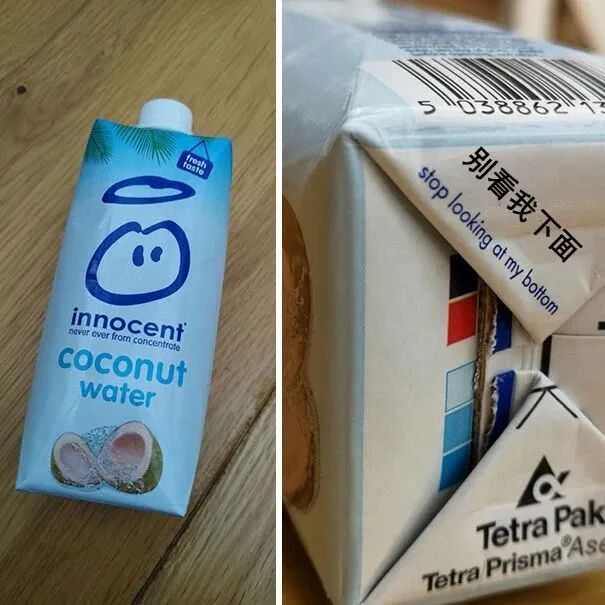 fresh
taste
innocent
never ever from concentrate
coconut
water
5 038862 13
别看我下面
stop looking at my bottom
Tetra Pak
Tetra Prisma® Ase